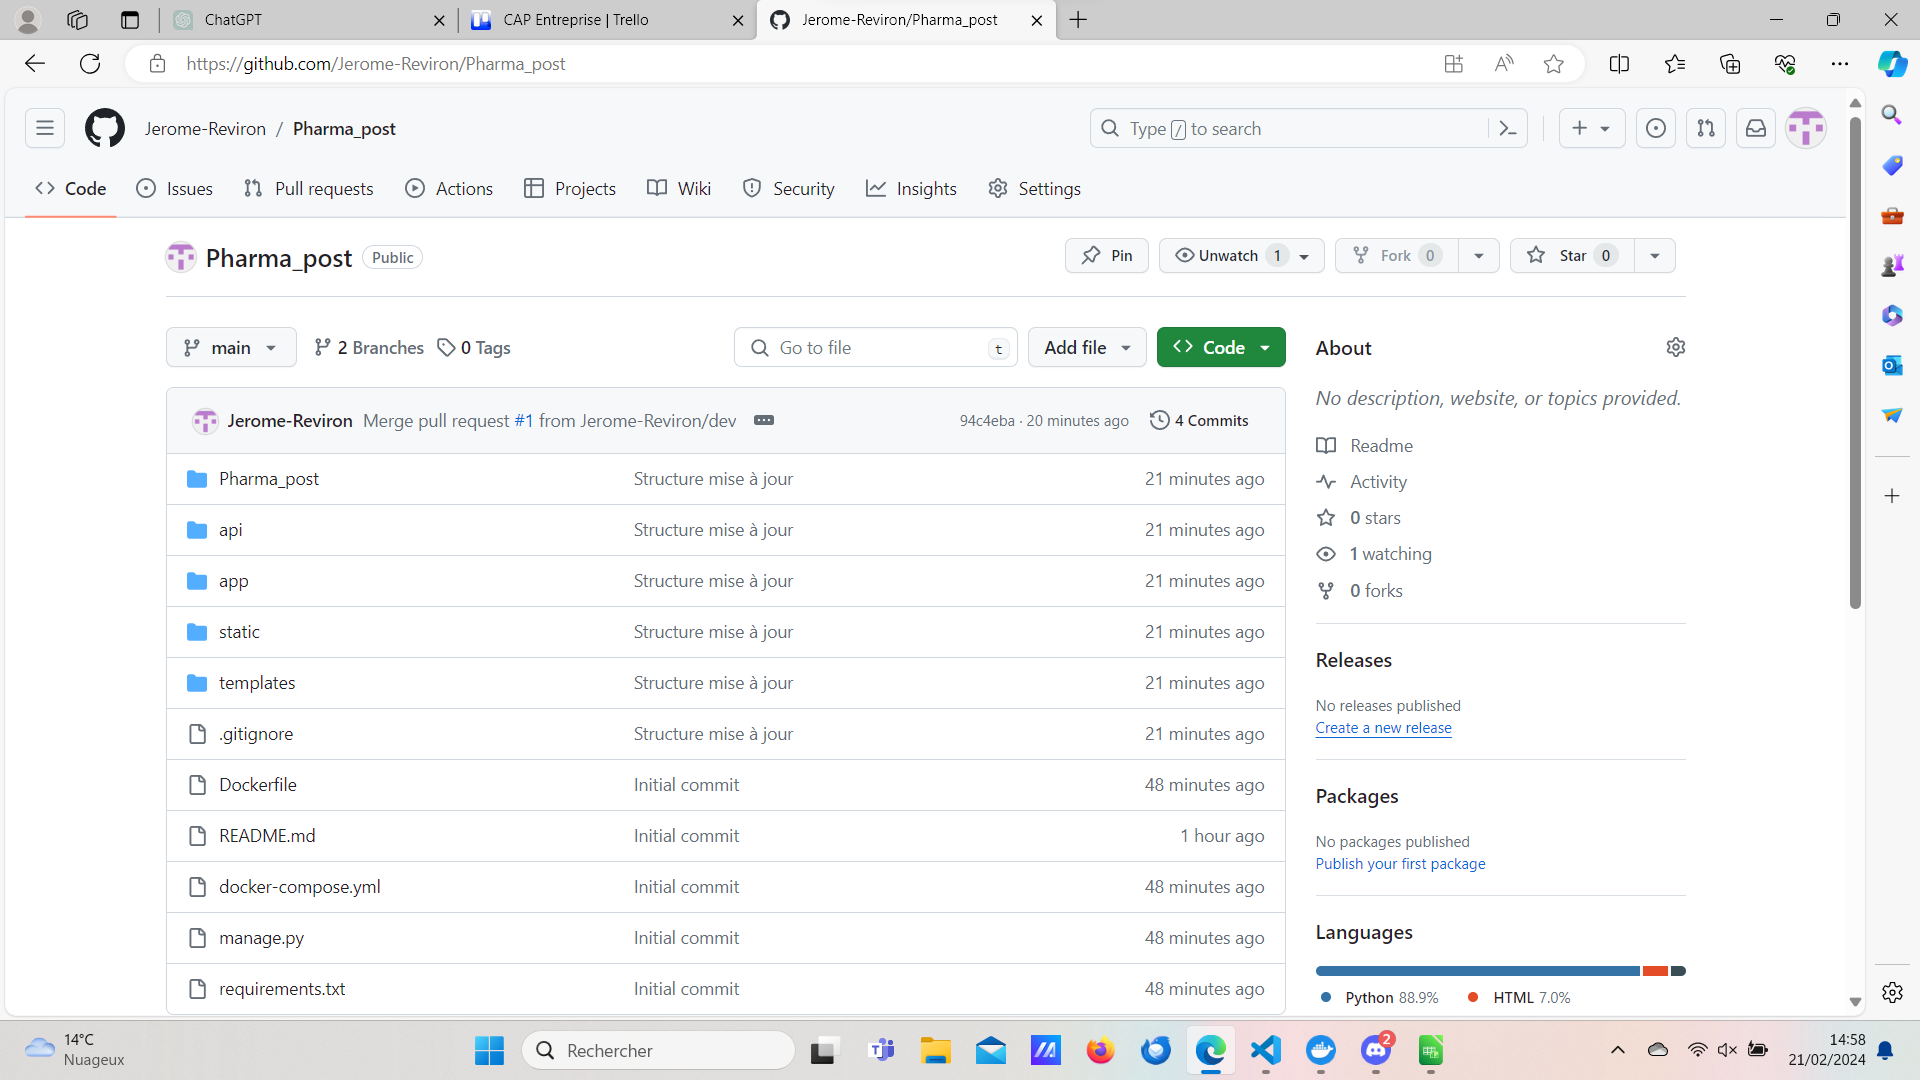 ChatGPT
CAP Entreprise | Trello
Jerome-Reviron/Pharma_post
https://github.com/Jerome-Reviron/Pharma_post
Jerome-Reviron / Pharma_post
Type / to search
Code
Issues
Pull requests
Actions
Projects
Wiki
Security
Insights
Settings
Pharma_post Public
Pin
Unwatch 1
Fork 0
Star 0
main
2 Branches
0 Tags
Go to file t
Add file
Code
Jerome-Reviron Merge pull request #1 from Jerome-Reviron/dev
94c4eba · 20 minutes ago
4 Commits
Pharma_post Structure mise à jour 21 minutes ago
api Structure mise à jour 21 minutes ago
app Structure mise à jour 21 minutes ago
static Structure mise à jour 21 minutes ago
templates Structure mise à jour 21 minutes ago
.gitignore Structure mise à jour 21 minutes ago
Dockerfile Initial commit 48 minutes ago
README.md Initial commit 1 hour ago
docker-compose.yml Initial commit 48 minutes ago
manage.py Initial commit 48 minutes ago
requirements.txt Initial commit 48 minutes ago
About
No description, website, or topics provided.
Readme
Activity
0 stars
1 watching
0 forks
Releases
No releases published
Create a new release
Packages
No packages published
Publish your first package
Languages
Python 88.9% HTML 7.0%
14°C
Nuageux
Rechercher
2
14:58
21/02/2024